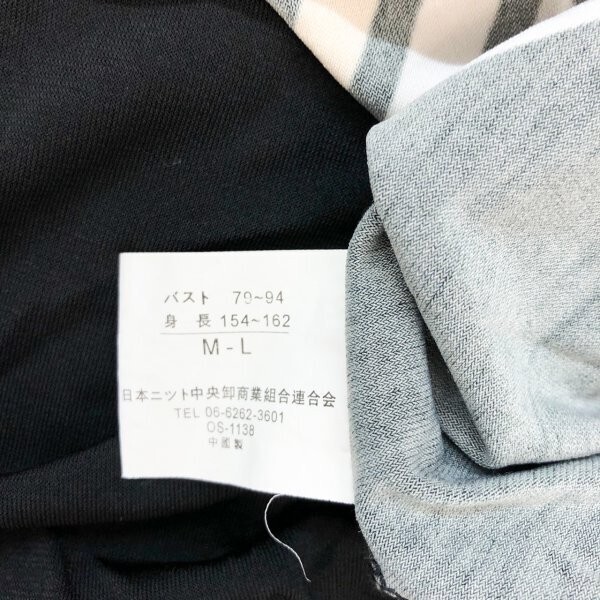 バスト 79~94
身長 154~162
M-L
日本ニット中央卸商業組合連合会
TEL 06-6262-3601
OS-1138
中國製